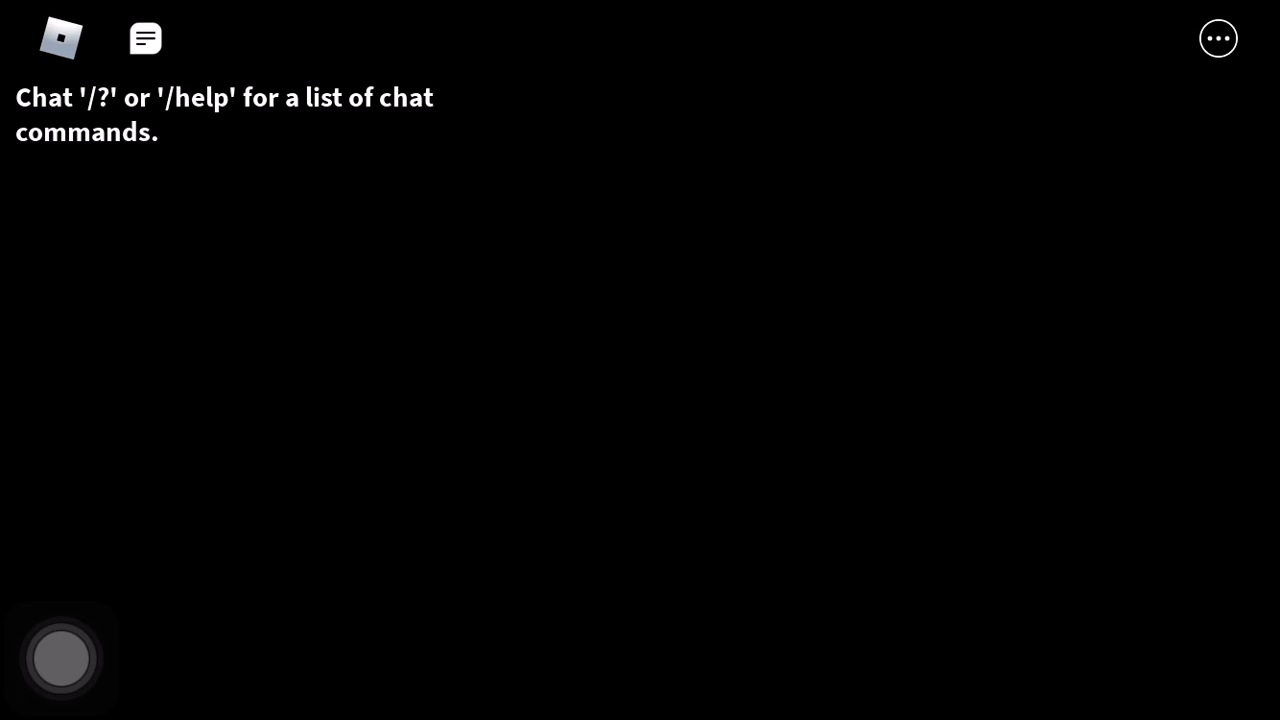 Chat '/?' or '/help' for a list of chat
commands.